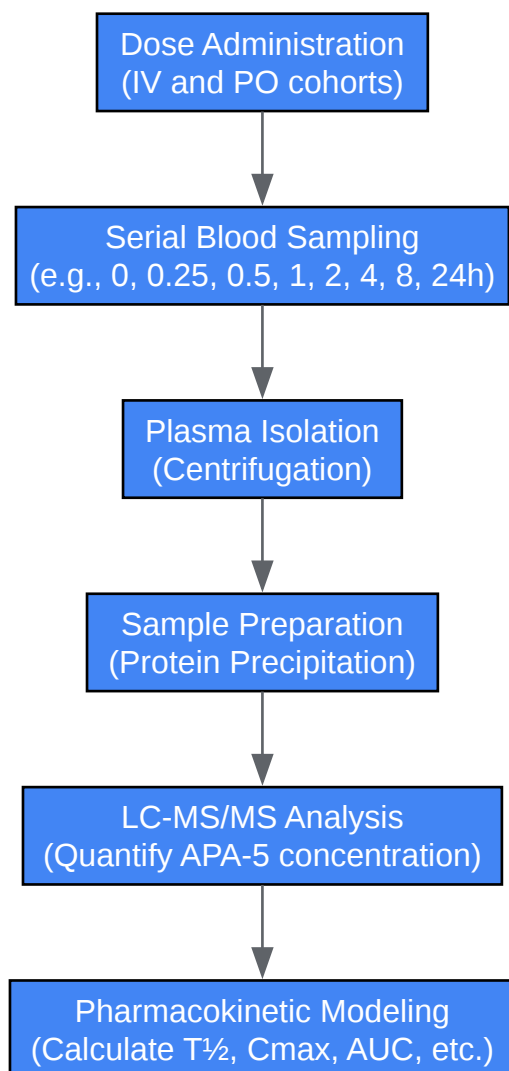 Dose Administration
(IV and PO cohorts)
Serial Blood Sampling
(e.g., 0, 0.25, 0.5, 1, 2, 4, 8, 24h)
Plasma Isolation
(Centrifugation)
Sample Preparation
(Protein Precipitation)
LC-MS/MS Analysis
(Quantify APA-5 concentration)
Pharmacokinetic Modeling
(Calculate T½, Cmax, AUC, etc.)